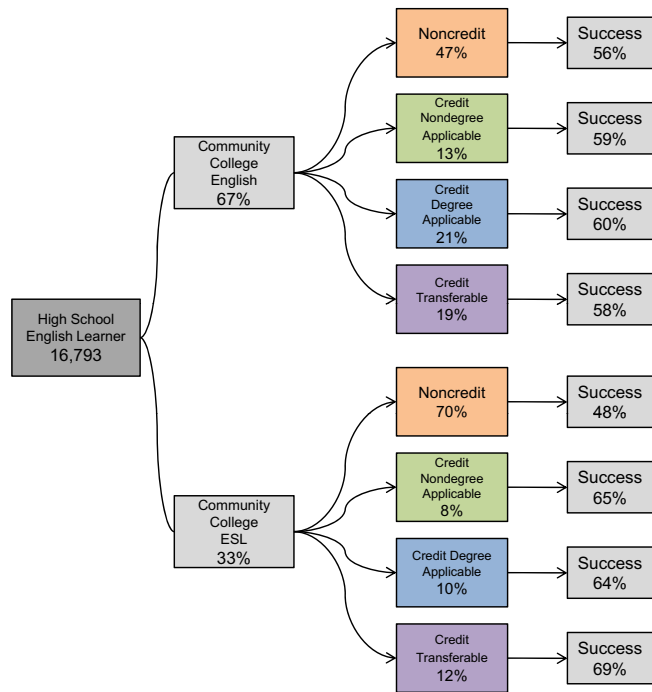 High School
English Learner
16,793
Community
College
English
67%
Noncredit
47%
Success
56%
Credit
Nondegree
Applicable
13%
Success
59%
Credit
Degree
Applicable
21%
Success
60%
Credit
Transferable
19%
Success
58%
Community
College
ESL
33%
Noncredit
70%
Success
48%
Credit
Nondegree
Applicable
8%
Success
65%
Credit Degree
Applicable
10%
Success
64%
Credit
Transferable
12%
Success
69%